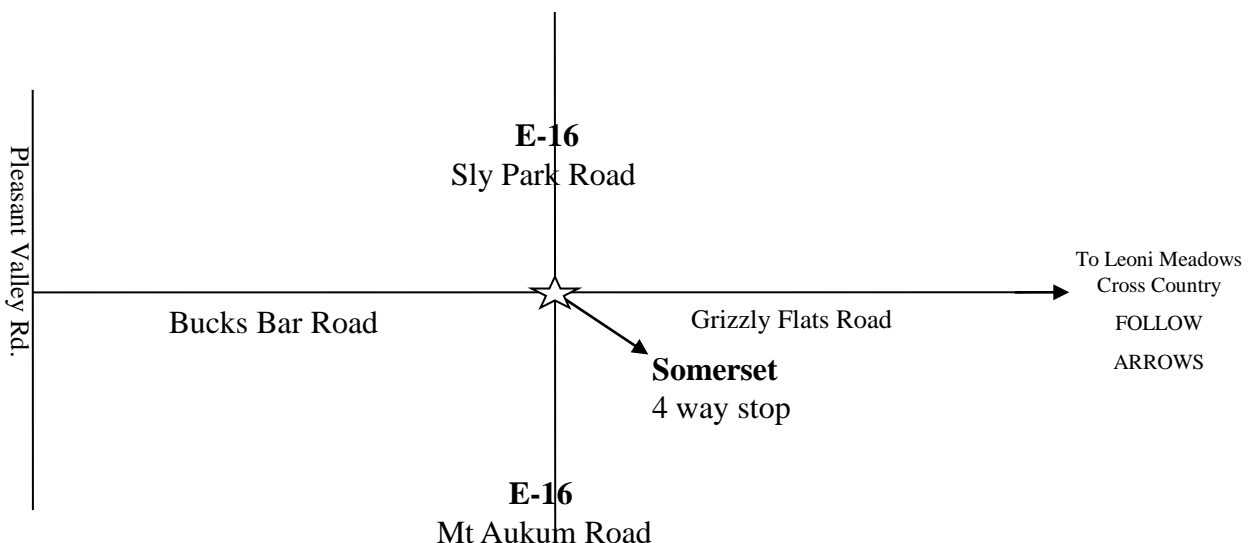 E-16
Sly Park Road
Pleasant Valley Rd.
To Leoni Meadows
Cross Country
FOLLOW
ARROWS
Bucks Bar Road
Grizzly Flats Road
Somerset
4 way stop
E-16
Mt Aukum Road